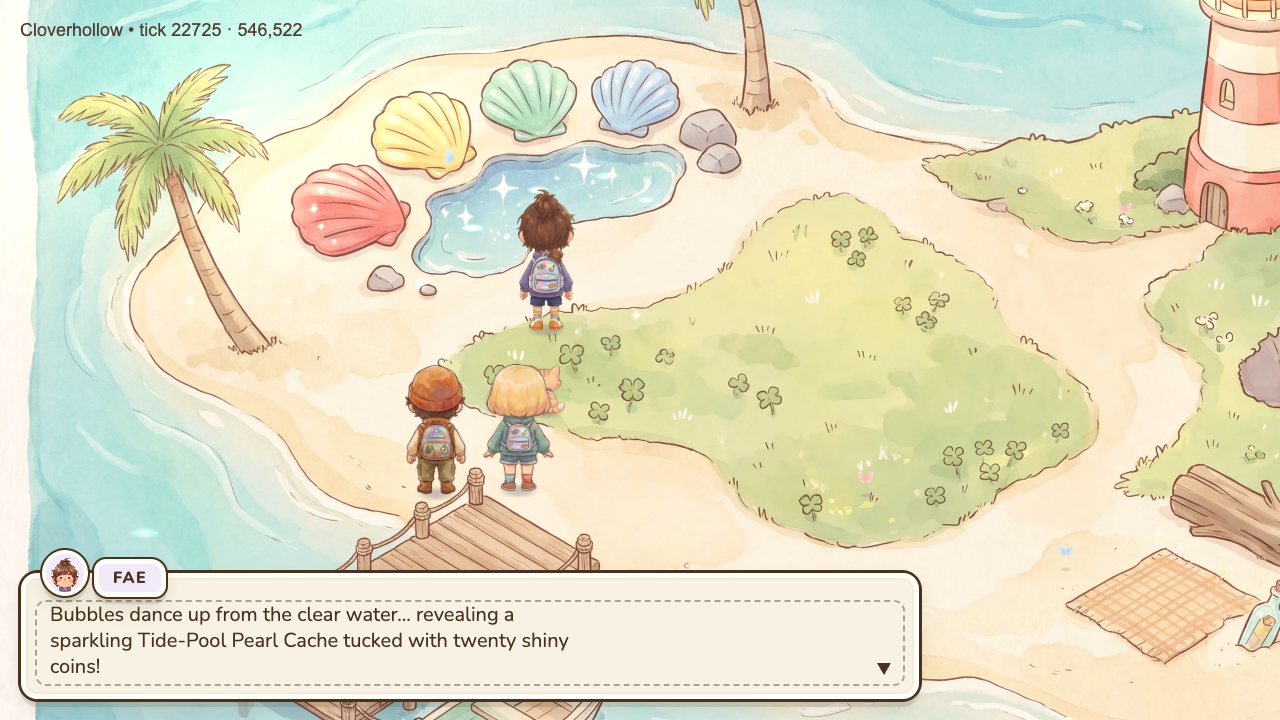 Cloverhollow • tick 22725 · 546,522
FAE
Bubbles dance up from the clear water... revealing a
sparkling Tide-Pool Pearl Cache tucked with twenty shiny
coins!